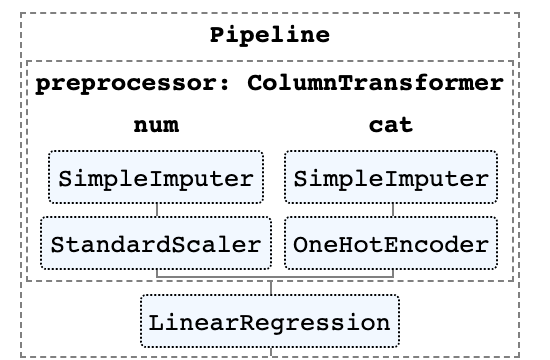 Pipeline
preprocessor: ColumnTransformer
num cat
SimpleImputer SimpleImputer
StandardScaler OneHotEncoder
LinearRegression